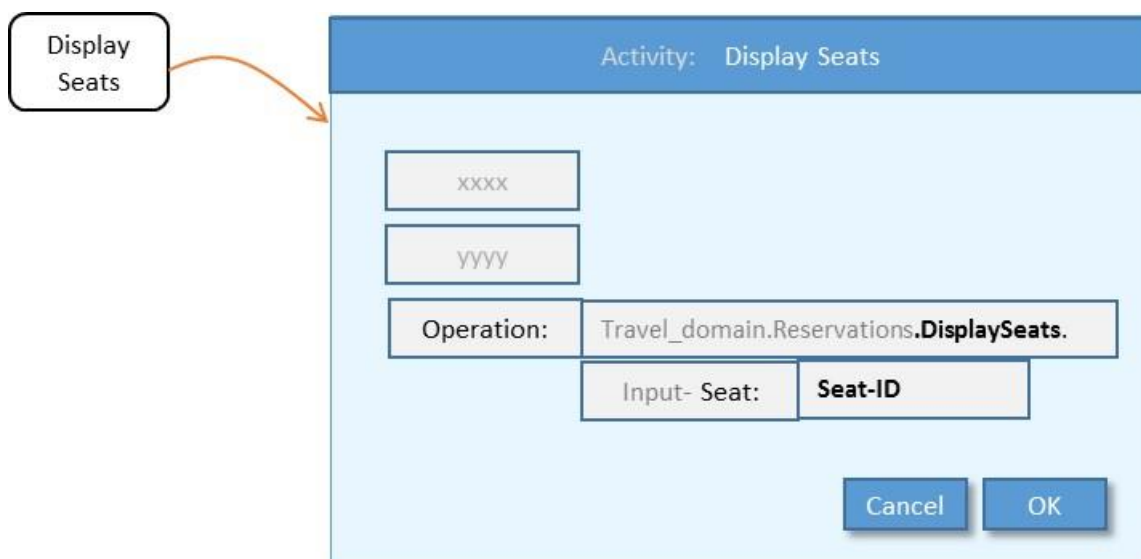 Display
Seats
Activity: Display Seats
xxxx
yyyy
Operation: Travel_domain.Reservations.DisplaySeats.
Input- Seat: Seat-ID
Cancel OK